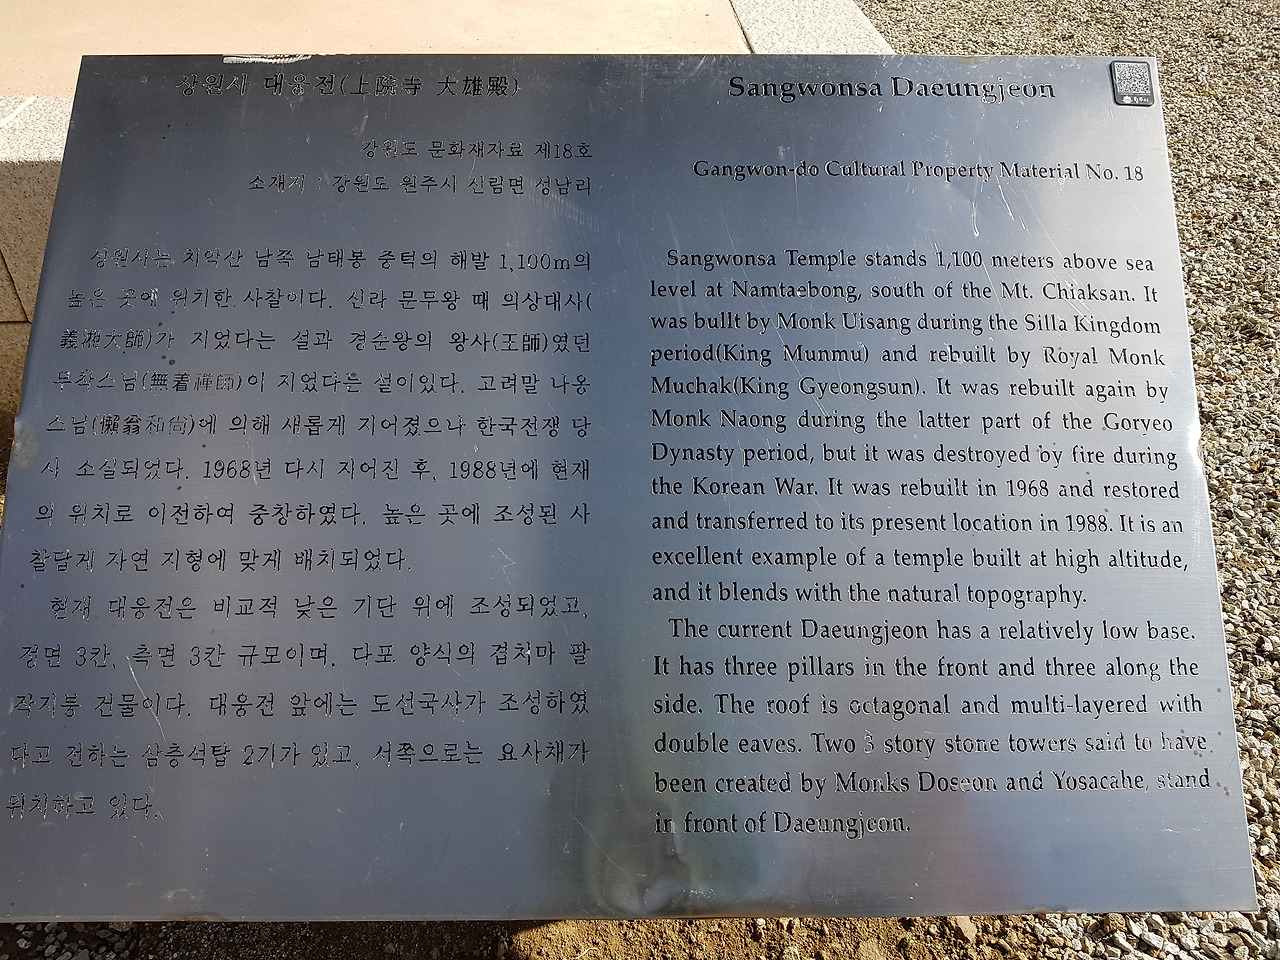 상원사 대웅전(上院寺 大雄殿)
강원도 문화재자료 제18호
소재지 : 강원도 원주시 신림면 성남리
상원사는 치악산 남쪽 남태봉 중턱의 해발 1,100m의
높은 곳에 위치한 사찰이다. 신라 문무왕 때 의상대사(
義湘大師)가 지었다는 설과 경순왕의 왕사(王師)였던
무착스님(無着禪師)이 지었다는 설이있다. 고려말 나옹
스님(懶翁和尙)에 의해 새롭게 지어졌으나 한국전쟁 당
시 소실되었다. 1968년 다시 지어진 후, 1988년에 현재
의 위치로 이전하여 중창하였다. 높은 곳에 조성된 사
찰답게 자연 지형에 맞게 배치되었다.
현재 대웅전은 비교적 낮은 기단 위에 조성되었고,
정면 3칸, 측면 3칸 규모이며, 다포 양식의 겹처마 팔
작지붕 건물이다. 대웅전 앞에는 도선국사가 조성하였
다고 전하는 삼층석탑 2기가 있고, 서쪽으로는 요사채가
위치하고 있다.
Sangwonsa Daeungjeon
Gangwon-do Cultural Property Material No. 18
Sangwonsa Temple stands 1,100 meters above sea
level at Namtaebong, south of the Mt. Chiaksan. It
was bullt by Monk Uisang during the Silla Kingdom
period(King Munmu) and rebuilt by Royal Monk
Muchak(King Gyeongsun). It was rebuilt again by
Monk Naong during the latter part of the Goryeo
Dynasty period, but it was destroyed by fire during
the Korean War. It was rebuilt in 1968 and restored
and transferred to its present location in 1988. It is an
excellent example of a temple built at high altitude,
and it blends with the natural topography.
The current Daeungjeon has a relatively low base.
It has three pillars in the front and three along the
side. The roof is octagonal and multi-layered with
double eaves. Two 3 story stone towers said to have
been created by Monks Doseon and Yosacahe, stand
in front of Daeungjeon.